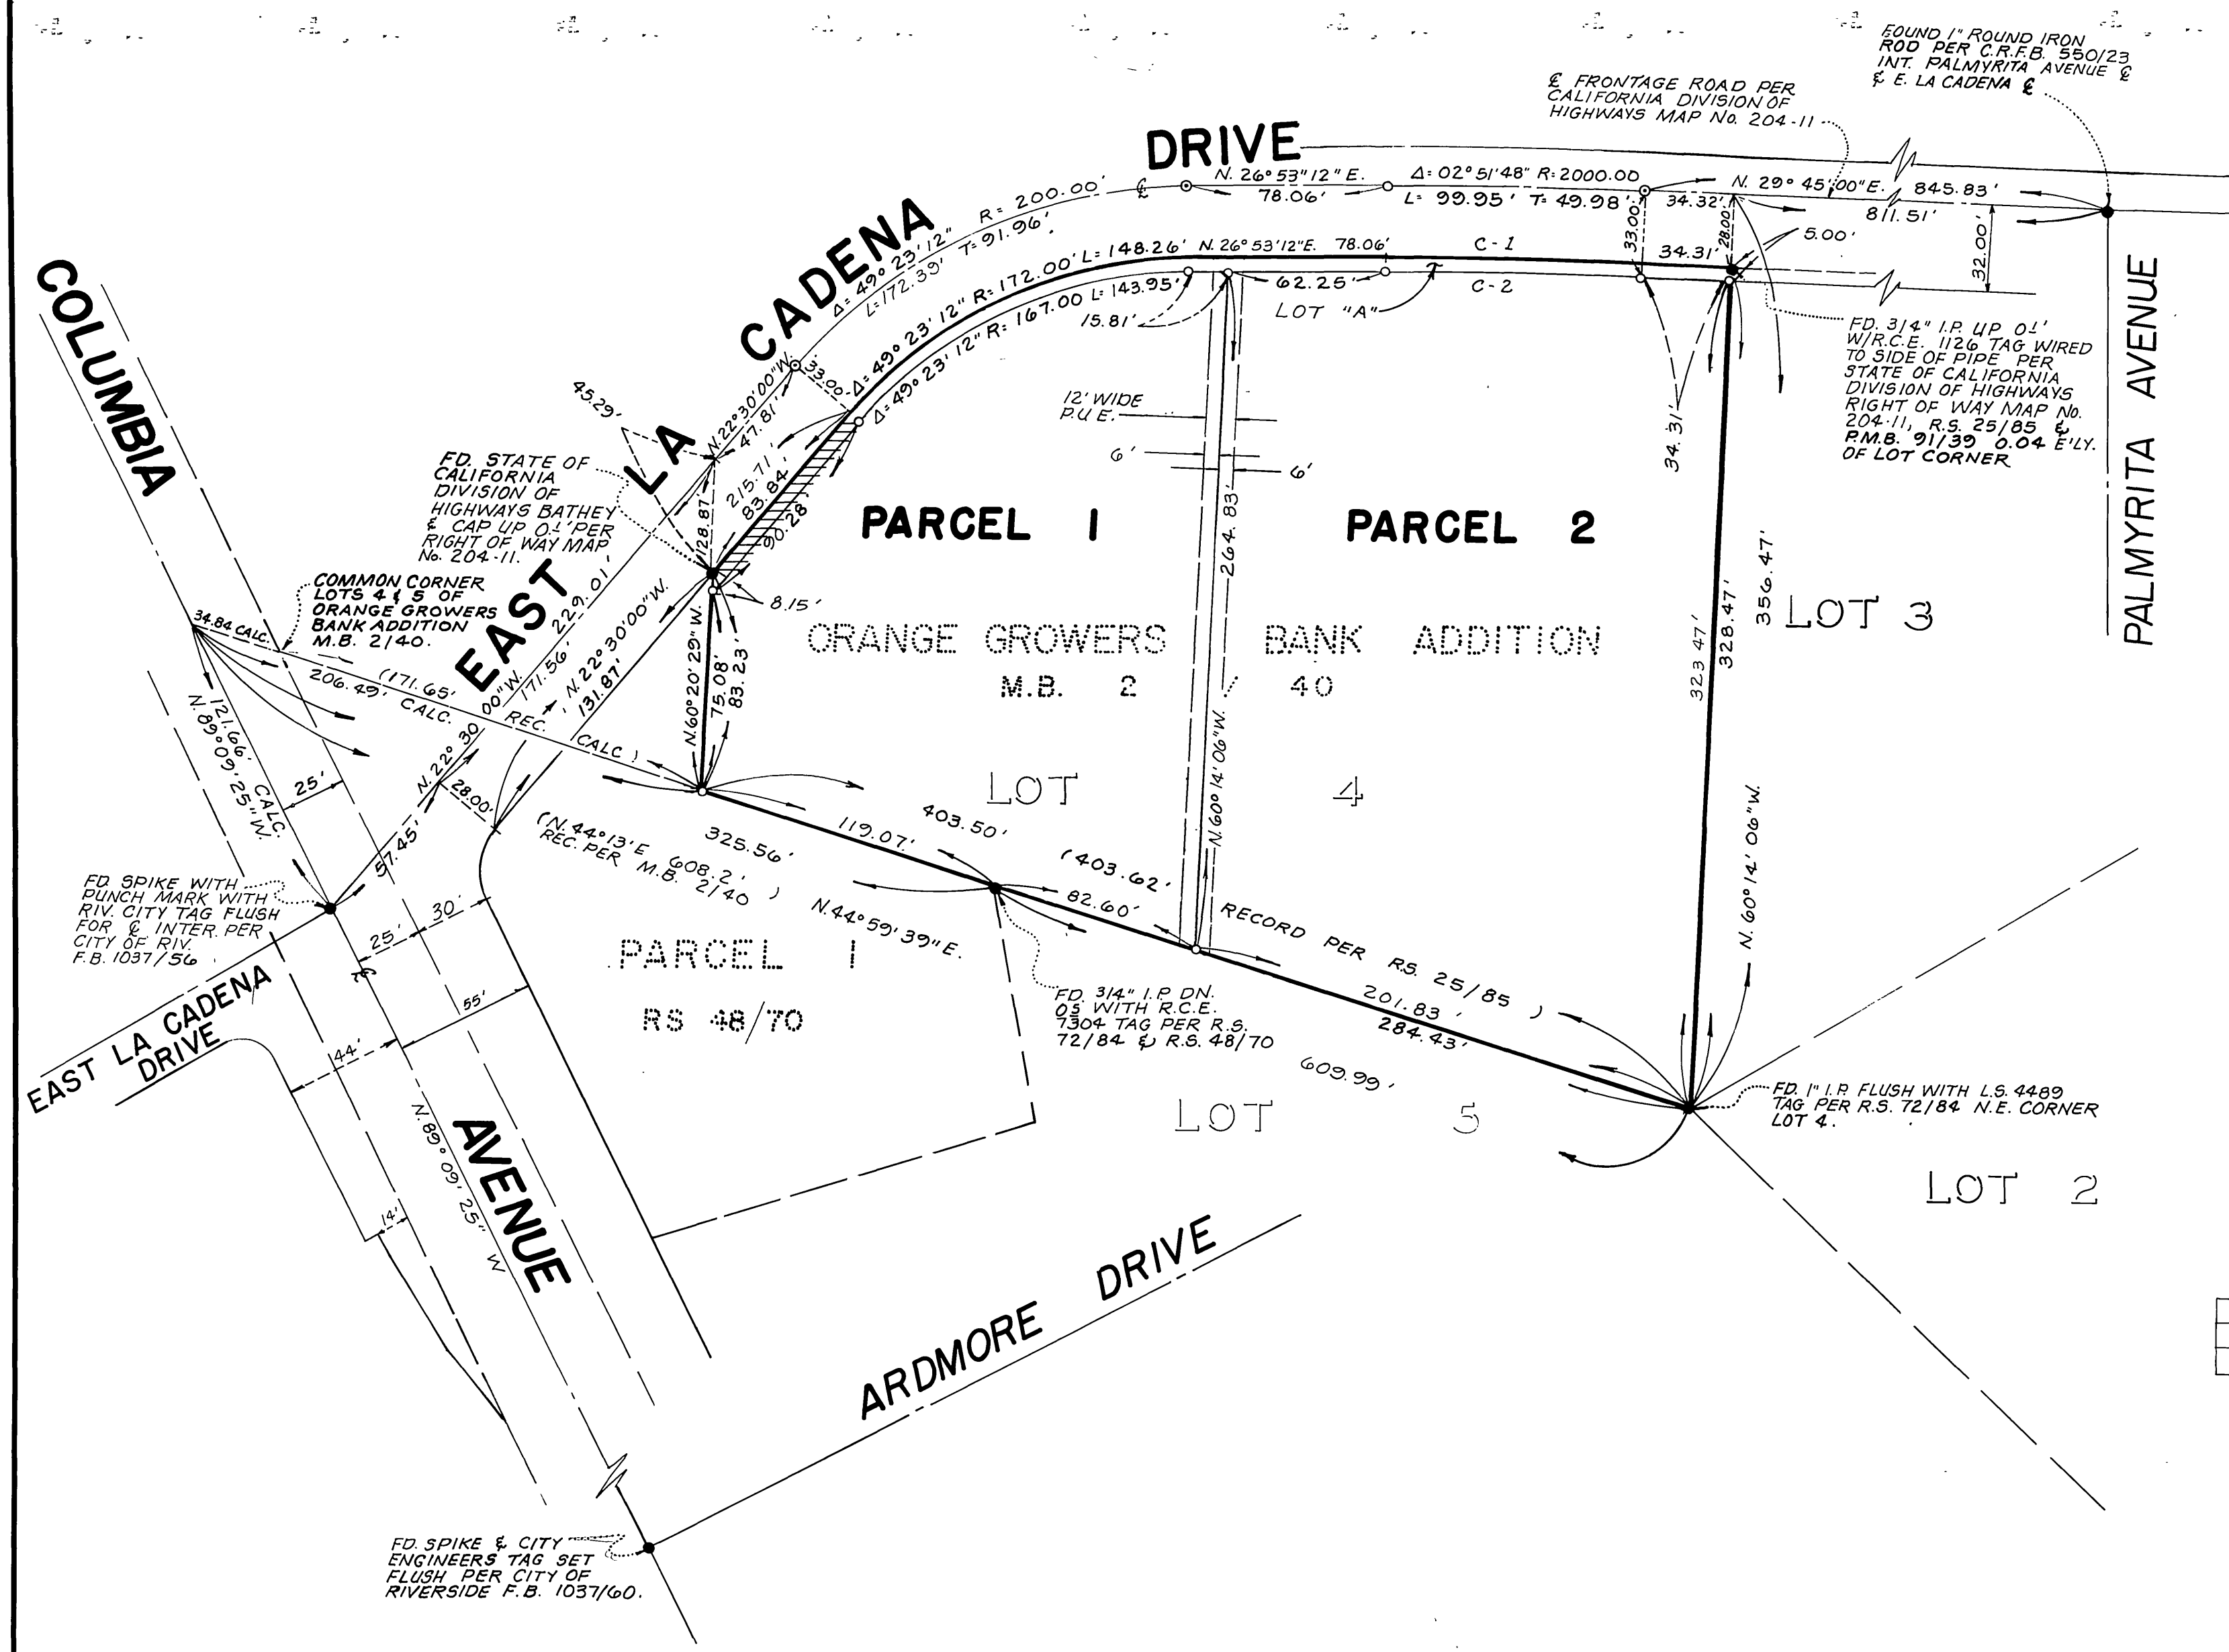 FOUND 1" ROUND IRON
ROD PER C.R.F.B. 550/23
INT. PALMYRITA AVENUE ℄
& E. LA CADENA ℄
℄ FRONTAGE ROAD PER
CALIFORNIA DIVISION OF
HIGHWAYS MAP No. 204-11
DRIVE
R= 200.00' ℄
N. 26° 53' 12" E.
78.06'
Δ= 02° 51' 48" R=2000.00
L= 99.95' T= 49.98'
N. 29° 45' 00" E. 845.83'
34.32'
811.51'
33.00'
28.00'
5.00'
32.00'
CADENA
Δ= 49° 23' 12"
L=172.39' T=91.96'
Δ= 49° 23' 12" R= 172.00' L= 148.26'
N. 26° 53' 12" E. 78.06'
C-1
34.31'
Δ= 49° 23' 12" R= 167.00 L= 143.95'
15.81'
62.25'
C-2
LOT "A"
COLUMBIA
PALMYRITA AVENUE
FD. 3/4" I.P. UP 0.1'
W/R.C.E. 1126 TAG WIRED
TO SIDE OF PIPE PER
STATE OF CALIFORNIA
DIVISION OF HIGHWAYS
RIGHT OF WAY MAP No.
204-11, R.S. 25/85 &
P.M.B. 91/39 0.04 E'LY.
OF LOT CORNER
45.29'
N. 22° 30' 00" W.
47.81'
33.00
LA
12' WIDE
P.U.E.
6'
6'
34.31'
FD. STATE OF
CALIFORNIA
DIVISION OF
HIGHWAYS BATHEY
& CAP UP 0.1' PER
RIGHT OF WAY MAP
No. 204-11.
128.87'
215.71'
83.84'
90.28
264.83'
PARCEL 1
PARCEL 2
356.47'
328.47'
323.47'
LOT 3
COMMON CORNER
LOTS 4 & 5 OF
ORANGE GROWERS
BANK ADDITION
M.B. 2/40.
EAST
229.01'
N. 22° 30' 00" W.
131.87'
8.15'
34.84 CALC.
206.49' CALC.
(171.65' REC. CALC)
N. 22° 30 00" W. 171.56'
N. 60° 20' 29" W.
75.08'
83.23'
ORANGE GROWERS BANK ADDITION
M.B. 2 / 40
121.66' CALC.
N. 89° 09' 25" W.
25'
28.00'
57.45'
LOT 4
N. 60° 14' 06" W.
N. 60° 14' 06" W.
(N. 44° 13' E 608.2')
REC. PER M.B. 2/40
325.56'
119.07'
403.50'
(403.62' RECORD PER RS. 25/85)
82.60'
N. 44° 59' 39" E.
FD. SPIKE WITH
PUNCH MARK WITH
RIV. CITY TAG FLUSH
FOR ℄ INTER. PER
CITY OF RIV.
F.B. 1037/56
25'
30'
℄
PARCEL 1
RS 48/70
FD. 3/4" I.P. DN.
0.5 WITH R.C.E.
7304 TAG PER R.S.
72/84 & R.S. 48/70
201.83'
284.43'
609.99'
EAST LA CADENA
DRIVE
44'
55'
FD. 1" I.P. FLUSH WITH L.S. 4489
TAG PER R.S. 72/84 N.E. CORNER
LOT 4.
LOT 5
LOT 2
AVENUE
N. 89° 09' 25" W
14'
ARDMORE DRIVE
FD. SPIKE & CITY
ENGINEERS TAG SET
FLUSH PER CITY OF
RIVERSIDE F.B. 1037/60.